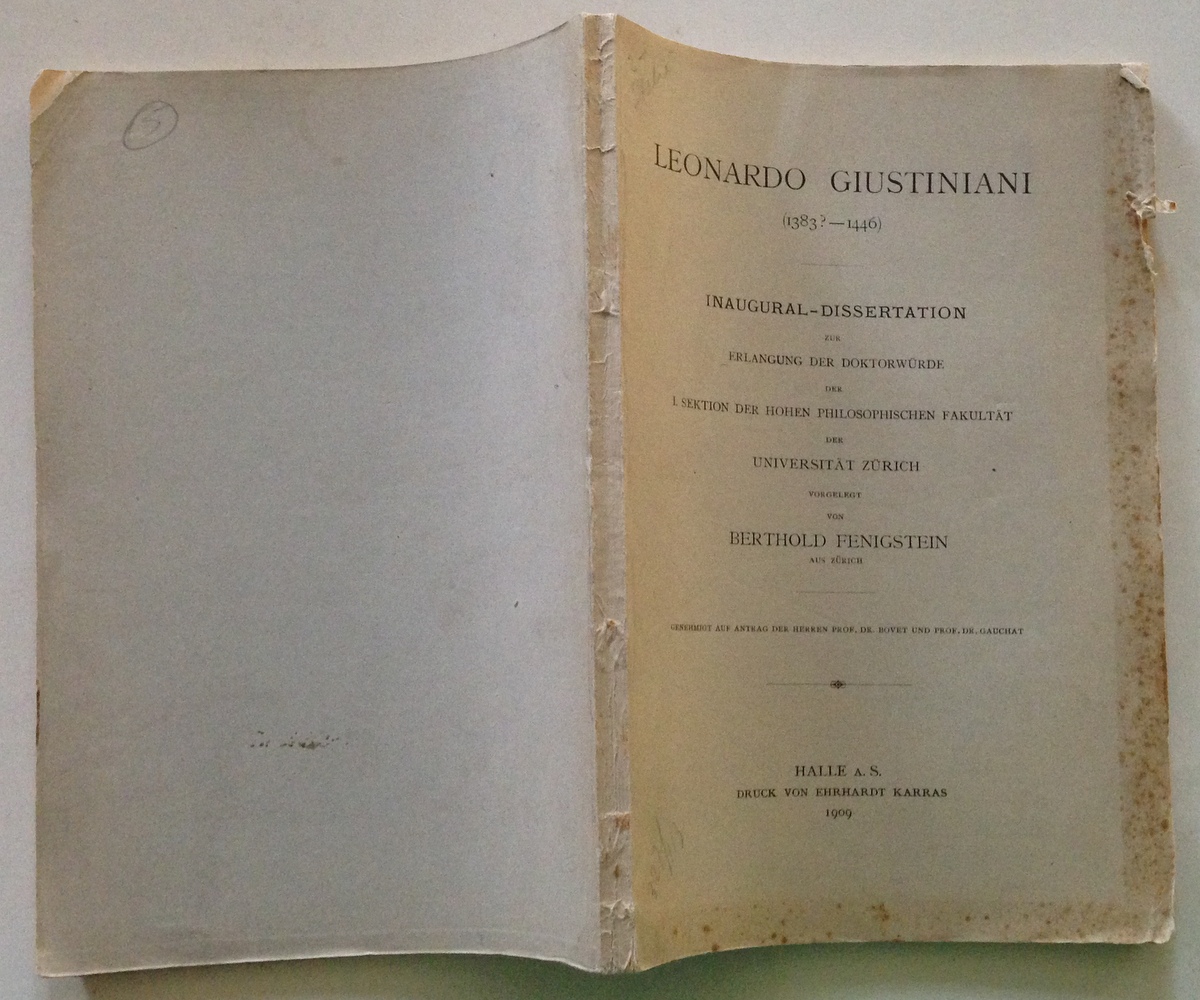 5
LEONARDO GIUSTINIANI
(1383?—1446)
INAUGURAL-DISSERTATION
ZUR
ERLANGUNG DER DOKTORWÜRDE
DER
I. SEKTION DER HOHEN PHILOSOPHISCHEN FAKULTÄT
DER
UNIVERSITÄT ZÜRICH
VORGELEGT
VON
BERTHOLD FENIGSTEIN
AUS ZÜRICH
GENEHMIGT AUF ANTRAG DER HERREN PROF. DR. BOVET UND PROF. DR. GAUCHAT
HALLE A. S.
DRUCK VON EHRHARDT KARRAS
1909